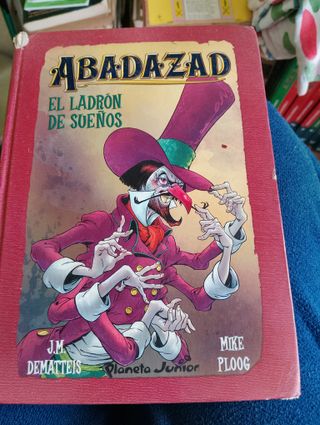 ABADAZAD
EL LADRÓN
DE SUEÑOS
J.M.
DEMATTEIS
Planeta Junior
MIKE
PLOOG